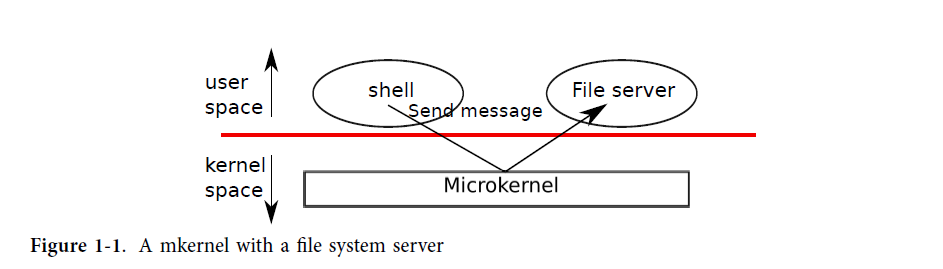 user
space
shell
File server
Send message
kernel
space
Microkernel
Figure 1-1. A mkernel with a file system server